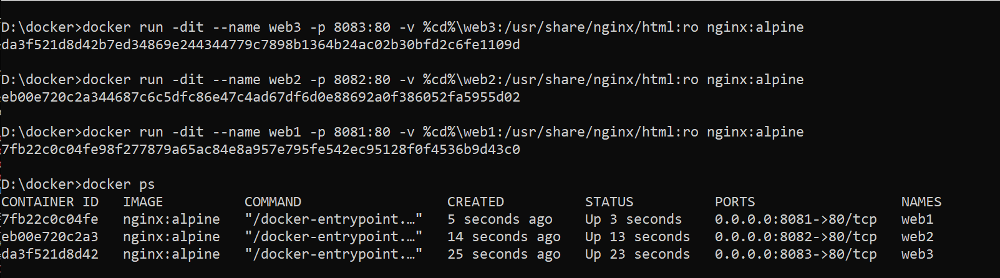 D:\docker>docker run -dit --name web3 -p 8083:80 -v %cd%\web3:/usr/share/nginx/html:ro nginx:alpine
da3f521d8d42b7ed34869e244344779c7898b1364b24ac02b30bfd2c6fe1109d
D:\docker>docker run -dit --name web2 -p 8082:80 -v %cd%\web2:/usr/share/nginx/html:ro nginx:alpine
eb00e720c2a344687c6c5dfc86e47c4ad67df6d0e88692a0f386052fa5955d02
D:\docker>docker run -dit --name web1 -p 8081:80 -v %cd%\web1:/usr/share/nginx/html:ro nginx:alpine
7fb22c0c04fe98f277879a65ac84e8a957e795fe542ec95128f0f4536b9d43c0
D:\docker>docker ps
CONTAINER ID   IMAGE          COMMAND                  CREATED          STATUS          PORTS                  NAMES
7fb22c0c04fe   nginx:alpine   "/docker-entrypoint.…"   5 seconds ago    Up 3 seconds    0.0.0.0:8081->80/tcp   web1
eb00e720c2a3   nginx:alpine   "/docker-entrypoint.…"   14 seconds ago   Up 13 seconds   0.0.0.0:8082->80/tcp   web2
da3f521d8d42   nginx:alpine   "/docker-entrypoint.…"   25 seconds ago   Up 23 seconds   0.0.0.0:8083->80/tcp   web3